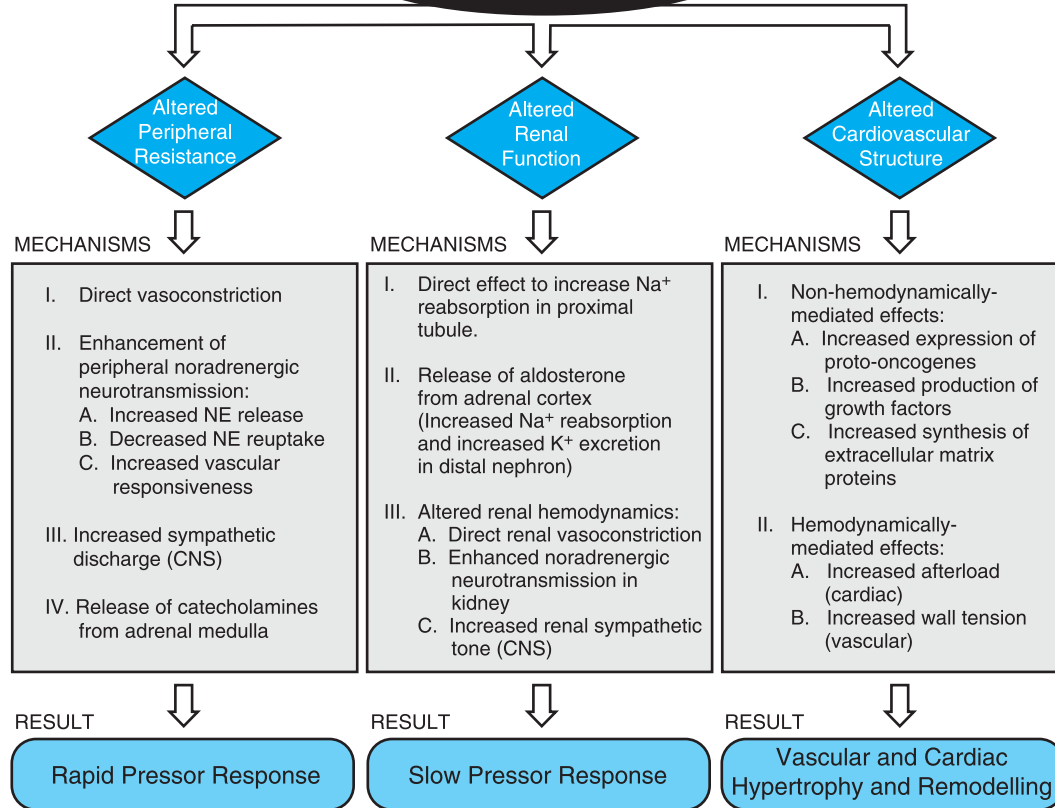 Altered
Peripheral
Resistance
Altered
Renal
Function
Altered
Cardiovascular
Structure
MECHANISMS
I. Direct vasoconstriction
II. Enhancement of
peripheral noradrenergic
neurotransmission:
A. Increased NE release
B. Decreased NE reuptake
C. Increased vascular
responsiveness
III. Increased sympathetic
discharge (CNS)
IV. Release of catecholamines
from adrenal medulla
RESULT
Rapid Pressor Response
MECHANISMS
I. Direct effect to increase Na⁺
reabsorption in proximal
tubule.
II. Release of aldosterone
from adrenal cortex
(Increased Na⁺ reabsorption
and increased K⁺ excretion
in distal nephron)
III. Altered renal hemodynamics:
A. Direct renal vasoconstriction
B. Enhanced noradrenergic
neurotransmission in
kidney
C. Increased renal sympathetic
tone (CNS)
RESULT
Slow Pressor Response
MECHANISMS
I. Non-hemodynamically-
mediated effects:
A. Increased expression of
proto-oncogenes
B. Increased production of
growth factors
C. Increased synthesis of
extracellular matrix
proteins
II. Hemodynamically-
mediated effects:
A. Increased afterload
(cardiac)
B. Increased wall tension
(vascular)
RESULT
Vascular and Cardiac
Hypertrophy and Remodelling